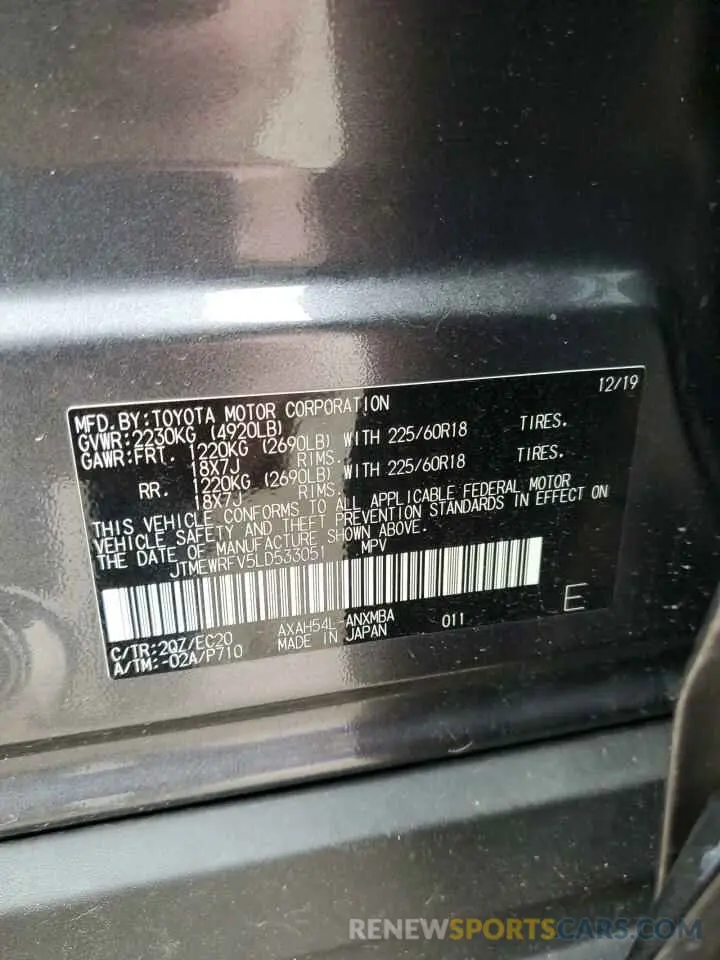 12/19
MFD.BY:TOYOTA MOTOR CORPORATION
GVWR:2230KG (4920LB)
GAWR:FRT. 1220KG (2690LB) WITH 225/60R18 TIRES.
18X7J RIMS.
RR. 1220KG (2690LB) WITH 225/60R18 TIRES.
18X7J RIMS.
THIS VEHICLE CONFORMS TO ALL APPLICABLE FEDERAL MOTOR
VEHICLE SAFETY AND THEFT PREVENTION STANDARDS IN EFFECT ON
THE DATE OF MANUFACTURE SHOWN ABOVE.
JTMEWRFV5LD533051 MPV
E
C/TR:2QZ/EC20 AXAH54L-ANXMBA 011
A/TM:-02A/P710 MADE IN JAPAN
RENEWSPORTSCARS.COM